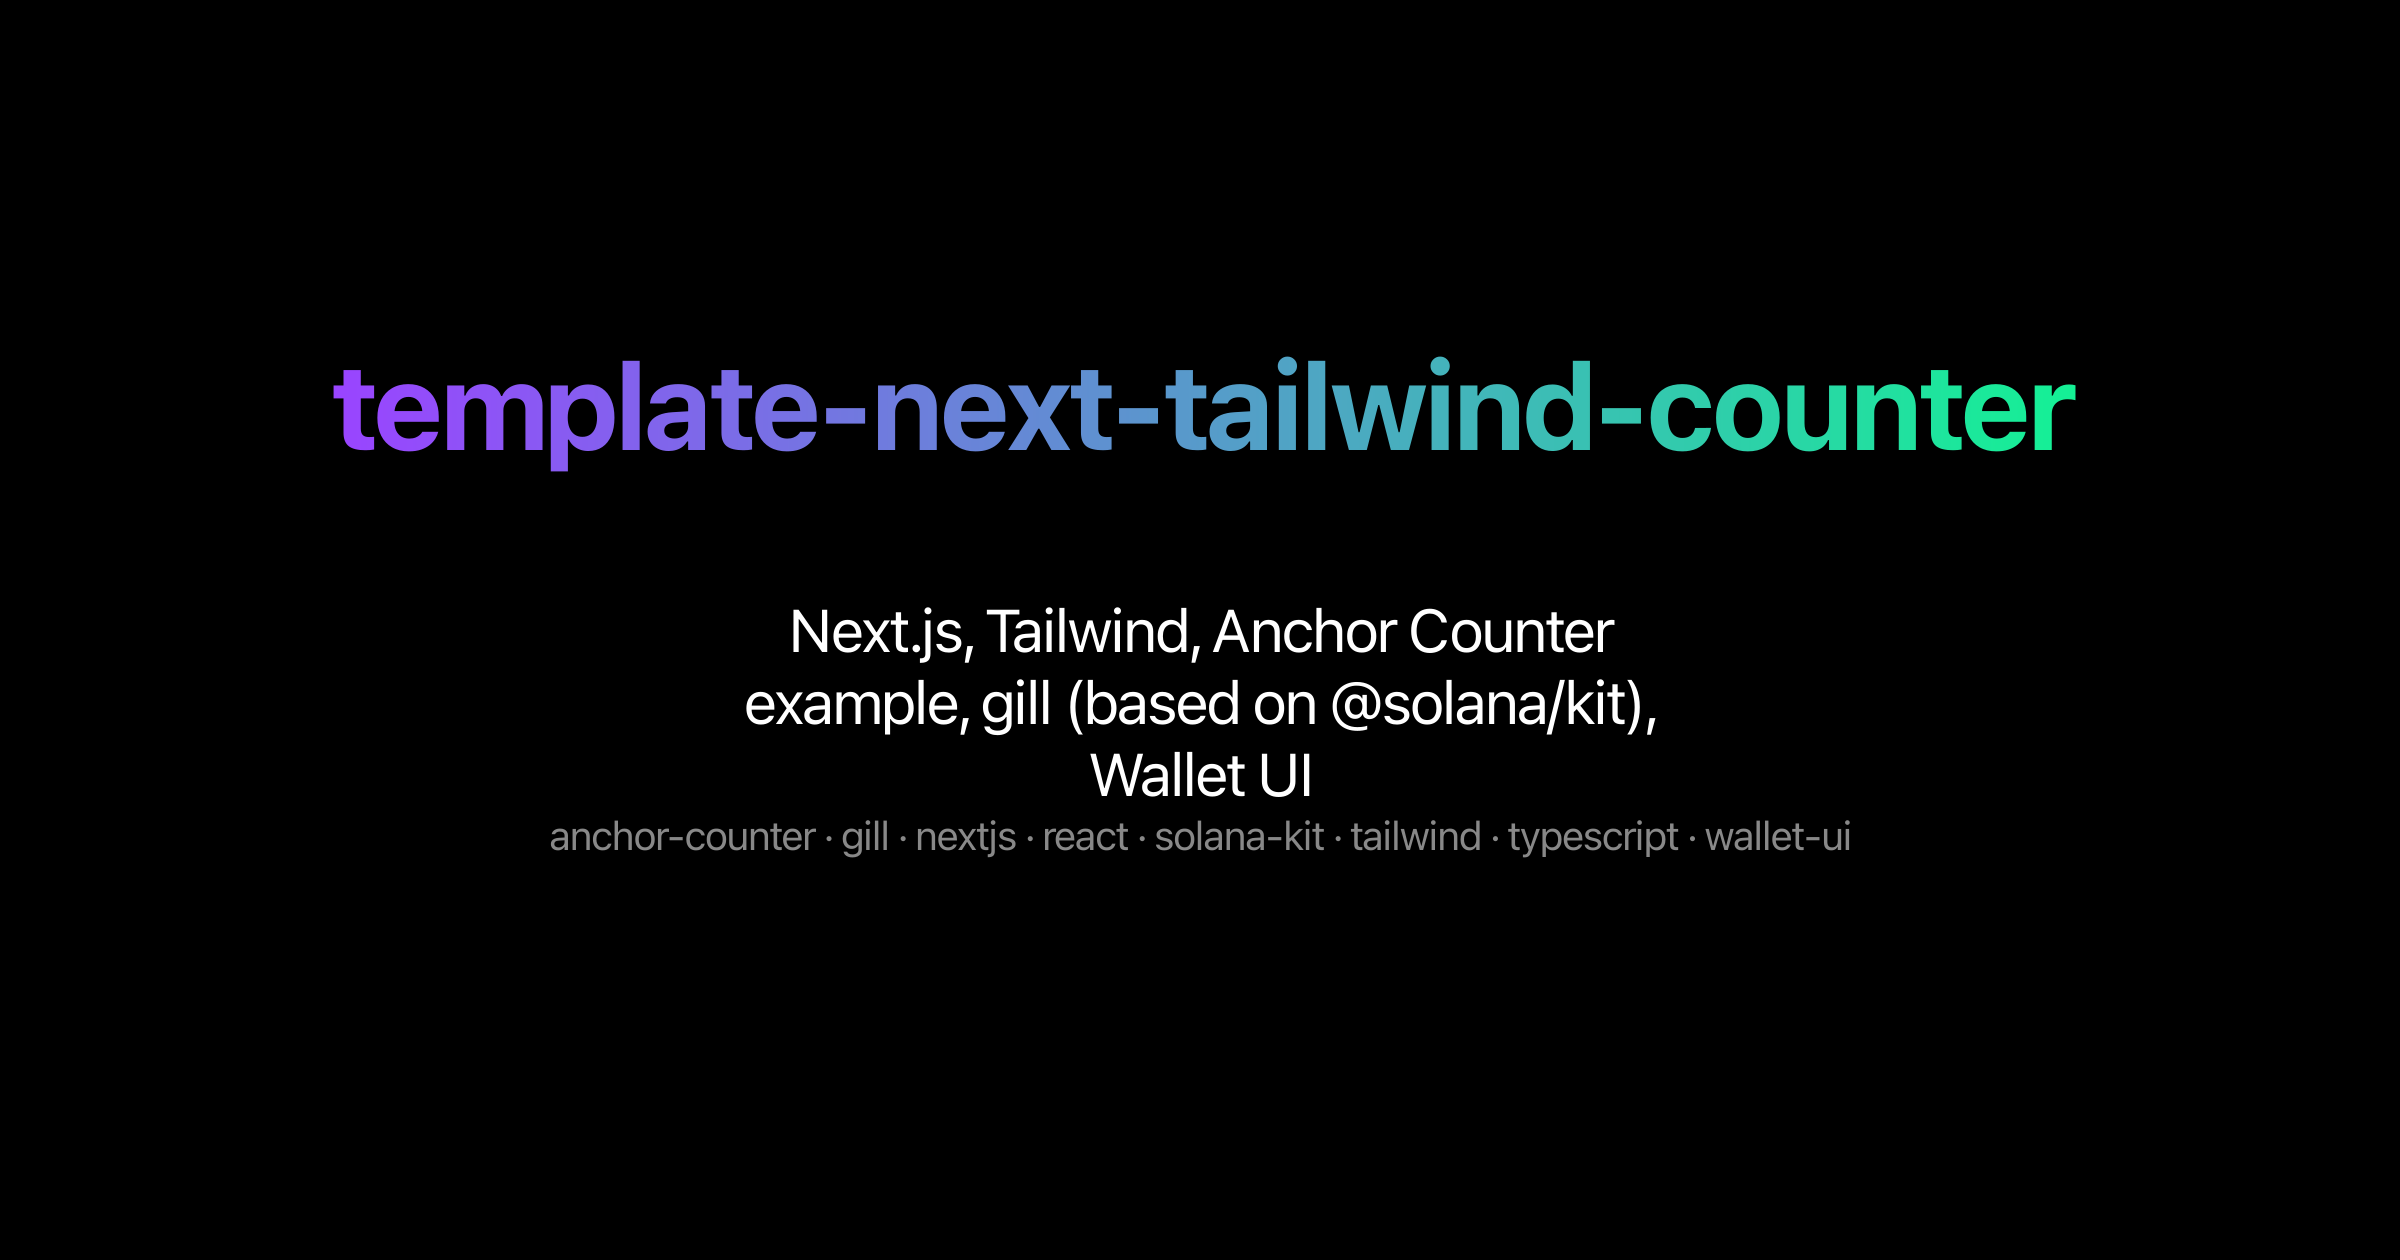 template-next-tailwind-counter
Next.js, Tailwind, Anchor Counter
example, gill (based on @solana/kit),
Wallet UI
anchor-counter · gill · nextjs · react · solana-kit · tailwind · typescript · wallet-ui